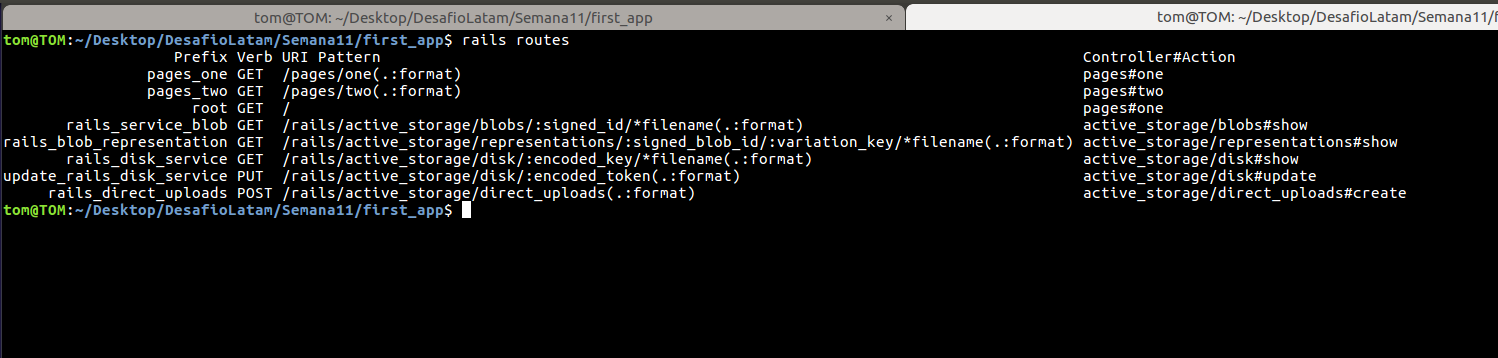 tom@TOM: ~/Desktop/DesafioLatam/Semana11/first_app × tom@TOM: ~/Desktop/DesafioLatam/Semana11/f
tom@TOM:~/Desktop/DesafioLatam/Semana11/first_app$ rails routes
Prefix Verb URI Pattern Controller#Action
pages_one GET /pages/one(.:format) pages#one
pages_two GET /pages/two(.:format) pages#two
root GET / pages#one
rails_service_blob GET /rails/active_storage/blobs/:signed_id/*filename(.:format) active_storage/blobs#show
rails_blob_representation GET /rails/active_storage/representations/:signed_blob_id/:variation_key/*filename(.:format) active_storage/representations#show
rails_disk_service GET /rails/active_storage/disk/:encoded_key/*filename(.:format) active_storage/disk#show
update_rails_disk_service PUT /rails/active_storage/disk/:encoded_token(.:format) active_storage/disk#update
rails_direct_uploads POST /rails/active_storage/direct_uploads(.:format) active_storage/direct_uploads#create
tom@TOM:~/Desktop/DesafioLatam/Semana11/first_app$